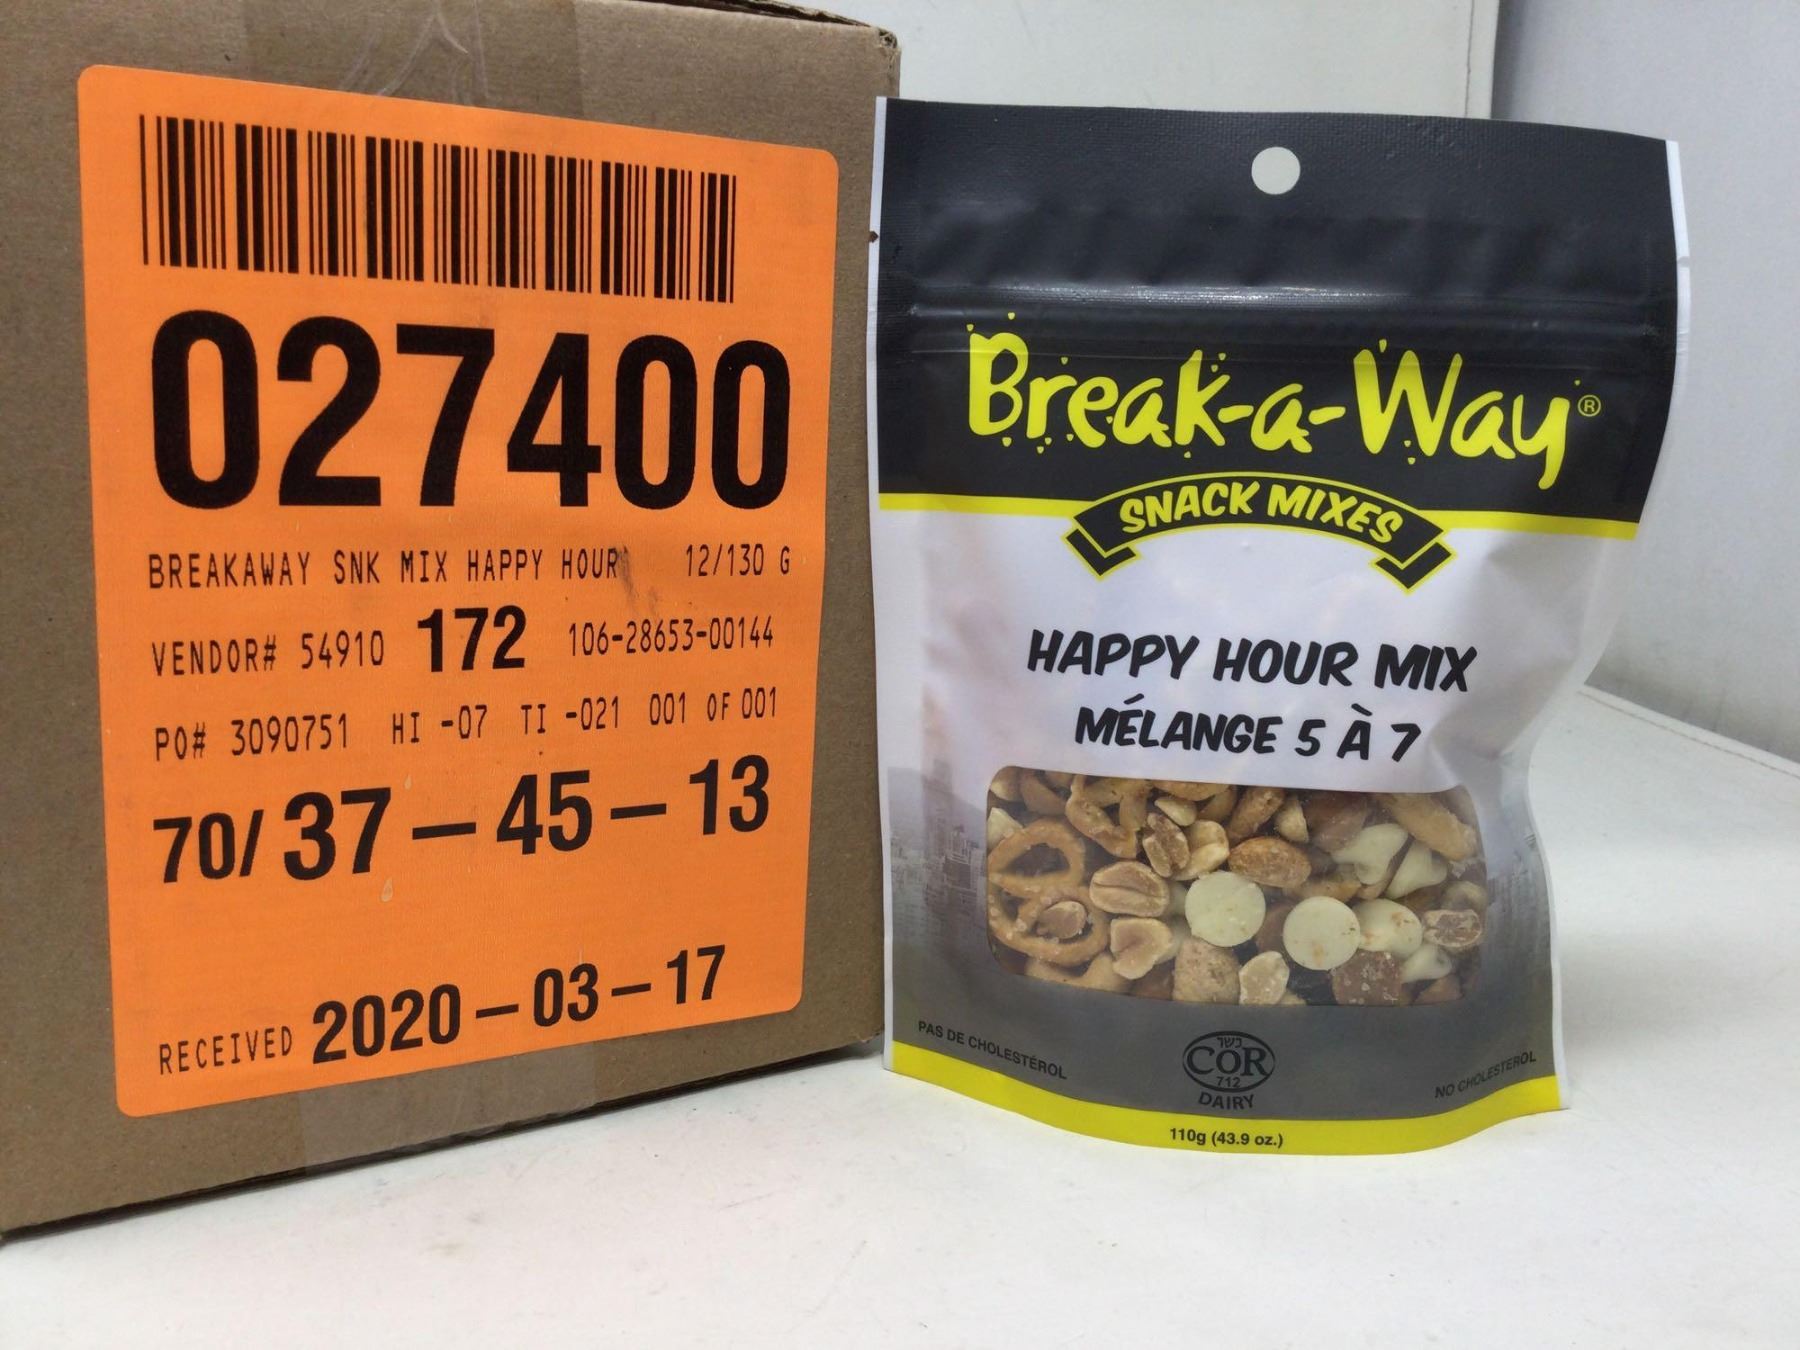 027400
BREAKAWAY SNK MIX HAPPY HOUR 12/130 G
VENDOR# 54910 172 106-28653-00144
PO# 3090751 HI -07 TI -021 001 OF 001
70/ 37 - 45 - 13
RECEIVED 2020 - 03 - 17
Break-a-Way®
SNACK MIXES
HAPPY HOUR MIX
MÉLANGE 5 À 7
PAS DE CHOLESTÉROL
כשר
COR
712
DAIRY
NO CHOLESTEROL
110g (43.9 oz.)